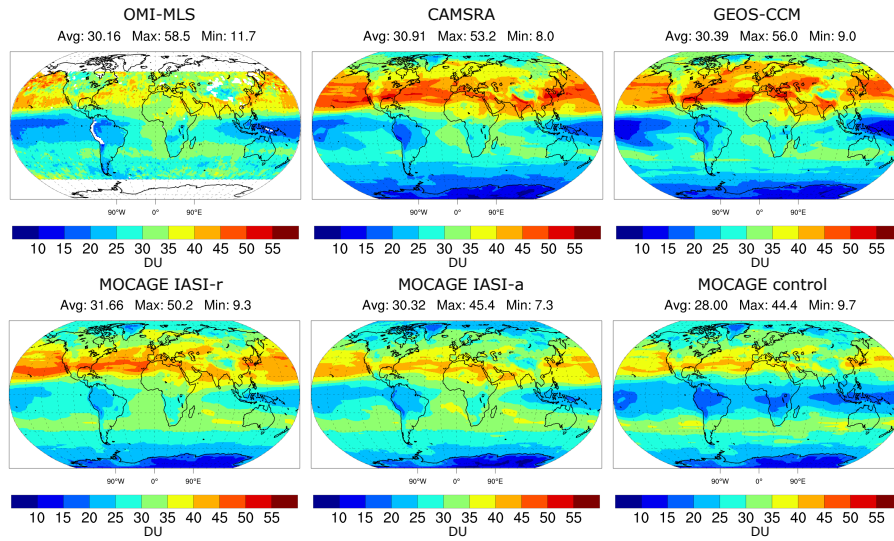 OMI-MLS
Avg: 30.16 Max: 58.5 Min: 11.7
90°W 0° 90°E
10 15 20 25 30 35 40 45 50 55
DU
CAMSRA
Avg: 30.91 Max: 53.2 Min: 8.0
90°W 0° 90°E
10 15 20 25 30 35 40 45 50 55
DU
GEOS-CCM
Avg: 30.39 Max: 56.0 Min: 9.0
90°W 0° 90°E
10 15 20 25 30 35 40 45 50 55
DU
MOCAGE IASI-r
Avg: 31.66 Max: 50.2 Min: 9.3
90°W 0° 90°E
10 15 20 25 30 35 40 45 50 55
DU
MOCAGE IASI-a
Avg: 30.32 Max: 45.4 Min: 7.3
90°W 0° 90°E
10 15 20 25 30 35 40 45 50 55
DU
MOCAGE control
Avg: 28.00 Max: 44.4 Min: 9.7
90°W 0° 90°E
10 15 20 25 30 35 40 45 50 55
DU